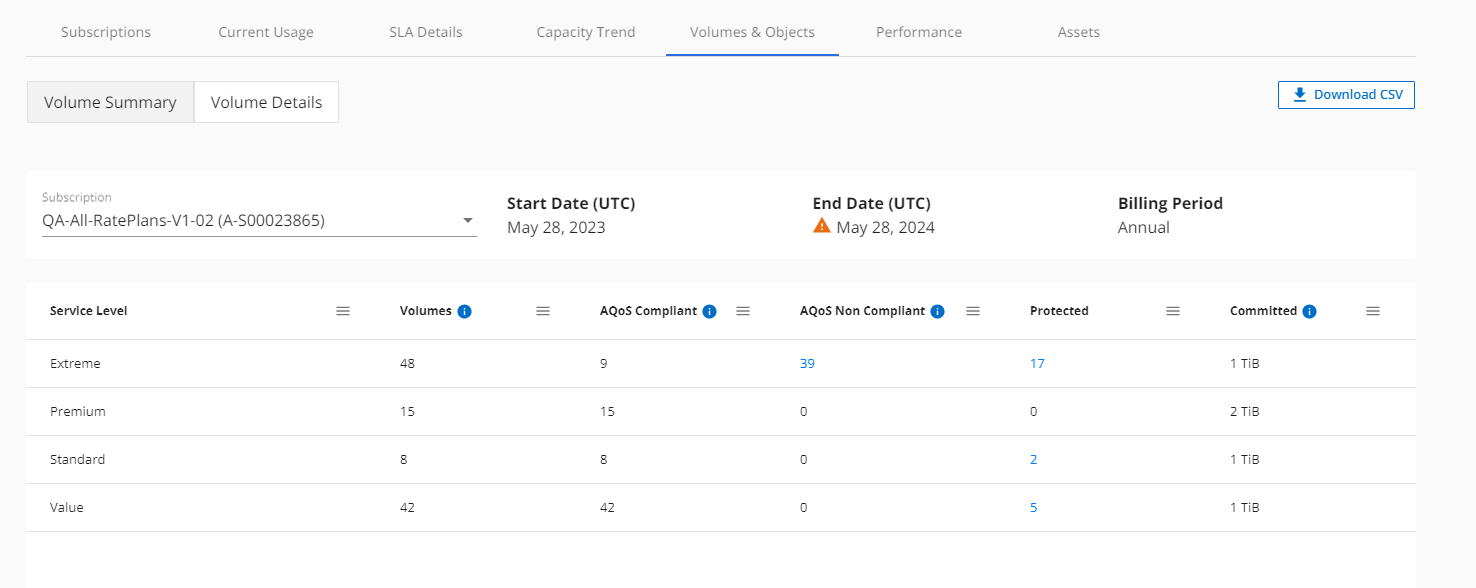 Subscriptions Current Usage SLA Details Capacity Trend Volumes & Objects Performance Assets
Volume Summary Volume Details Download CSV
Subscription
QA-All-RatePlans-V1-02 (A-S00023865)
Start Date (UTC)
May 28, 2023
End Date (UTC)
May 28, 2024
Billing Period
Annual
Service Level Volumes AQoS Compliant AQoS Non Compliant Protected Committed
Extreme 48 9 39 17 1 TiB
Premium 15 15 0 0 2 TiB
Standard 8 8 0 2 1 TiB
Value 42 42 0 5 1 TiB